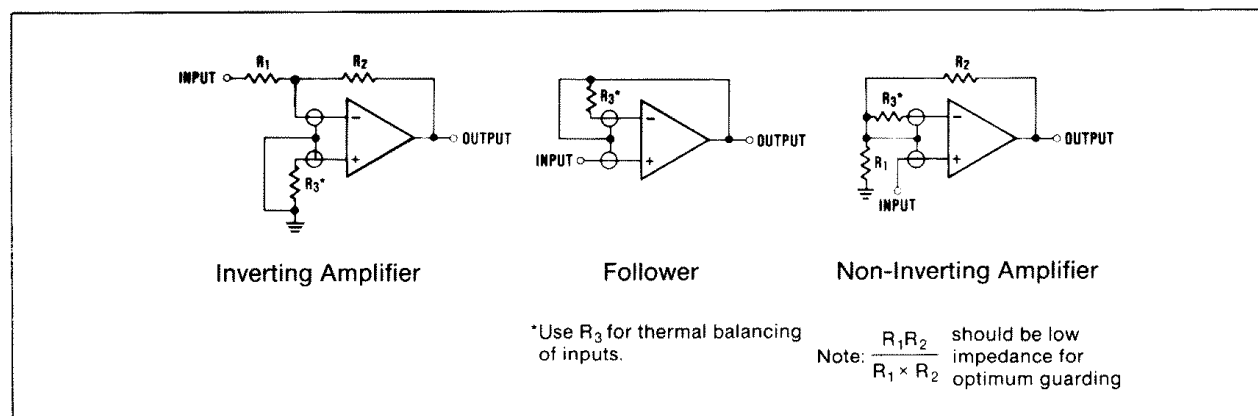 R1
R2
INPUT
R3*
OUTPUT
Inverting Amplifier
R3*
INPUT
OUTPUT
Follower
R2
R3*
R1
INPUT
OUTPUT
Non-Inverting Amplifier
*Use R3 for thermal balancing
of inputs.
Note: R1R2 / R1 × R2 should be low
impedance for
optimum guarding